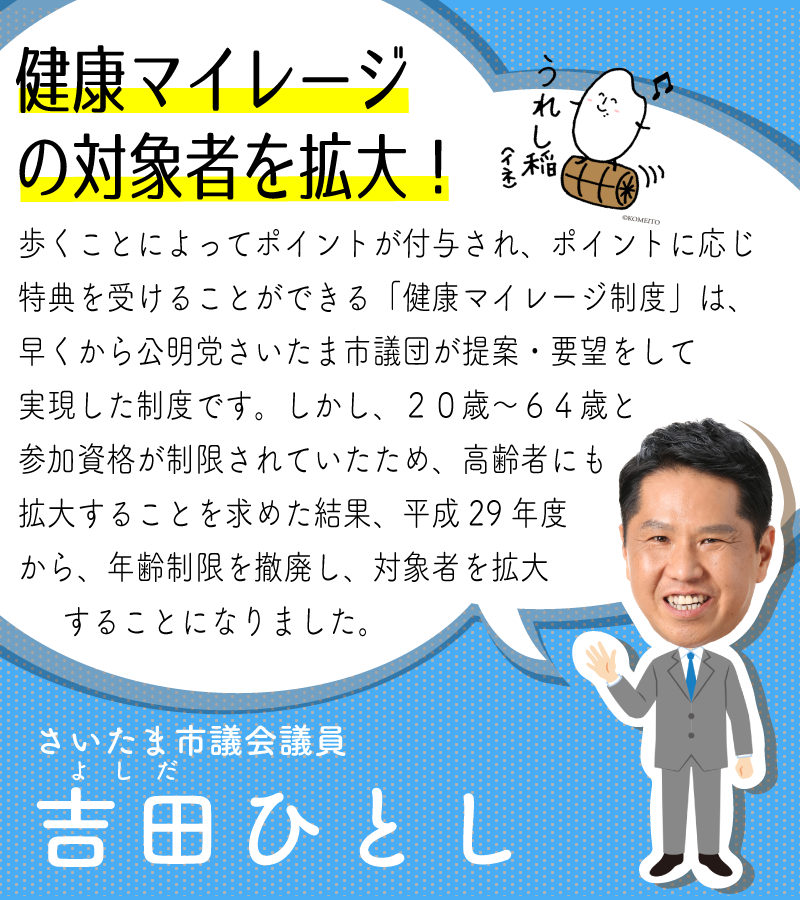 健康マイレージ
の対象者を拡大！
うれし稲
（イネ）
©KOMEITO
歩くことによってポイントが付与され、ポイントに応じ
特典を受けることができる「健康マイレージ制度」は、
早くから公明党さいたま市議団が提案・要望をして
実現した制度です。しかし、２０歳〜６４歳と
参加資格が制限されていたため、高齢者にも
拡大することを求めた結果、平成29年度
から、年齢制限を撤廃し、対象者を拡大
することになりました。
さいたま市議会議員
よしだ
吉田ひとし